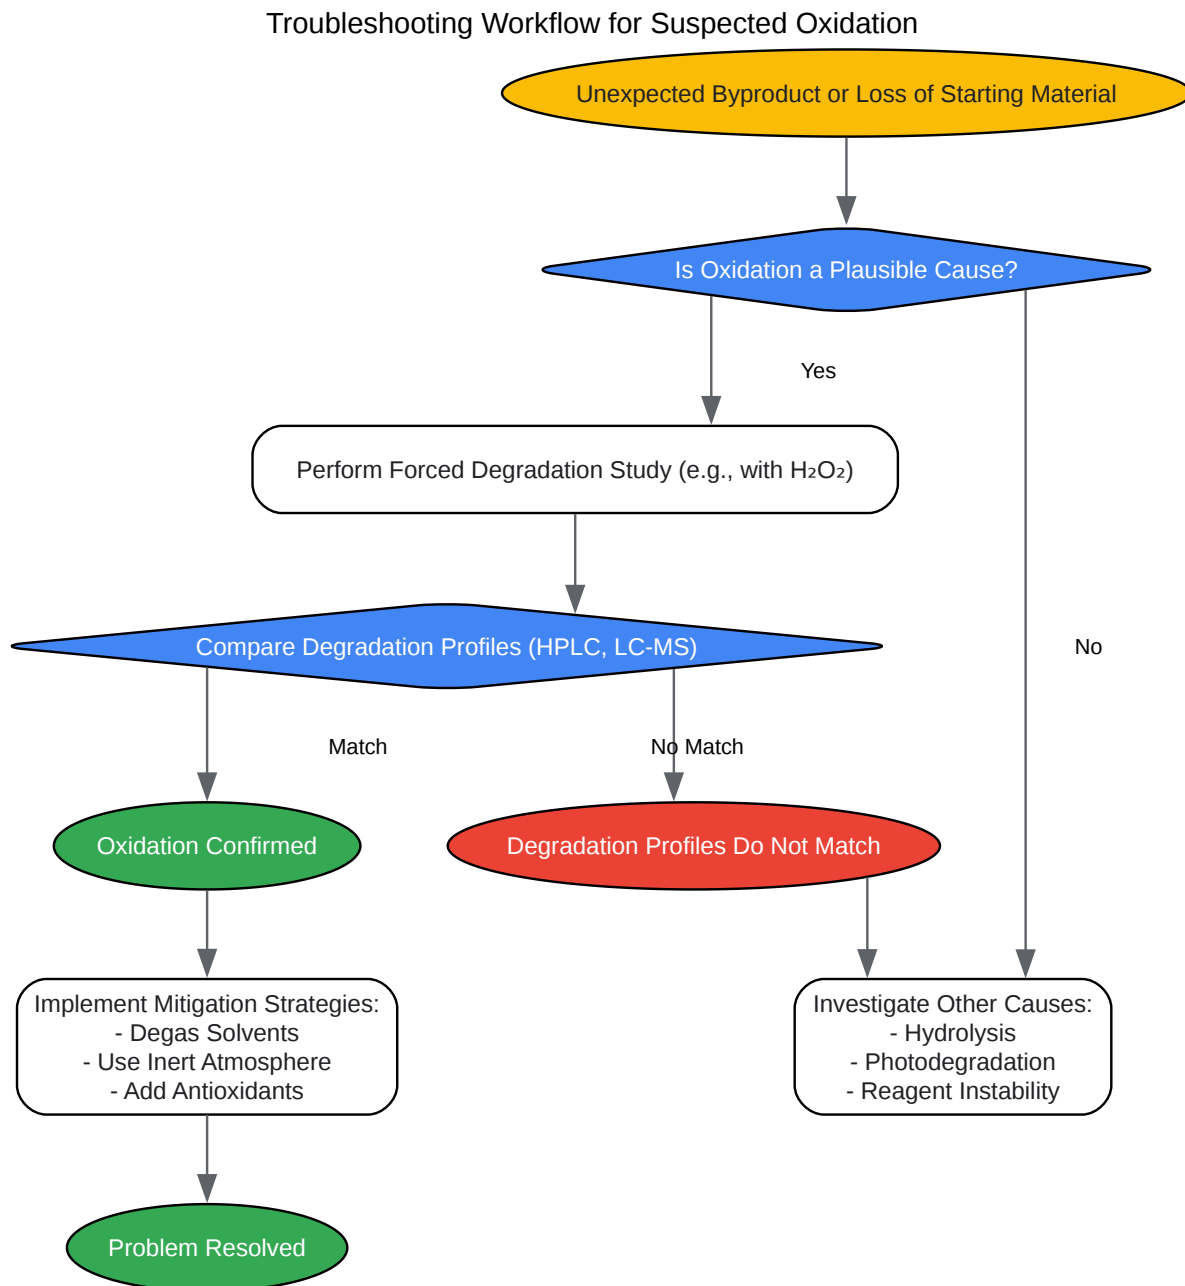 Troubleshooting Workflow for Suspected Oxidation
Unexpected Byproduct or Loss of Starting Material
Is Oxidation a Plausible Cause?
Yes
Perform Forced Degradation Study (e.g., with H₂O₂)
Compare Degradation Profiles (HPLC, LC-MS)
No
Match
No Match
Oxidation Confirmed
Degradation Profiles Do Not Match
Implement Mitigation Strategies:
- Degas Solvents
- Use Inert Atmosphere
- Add Antioxidants
Investigate Other Causes:
- Hydrolysis
- Photodegradation
- Reagent Instability
Problem Resolved